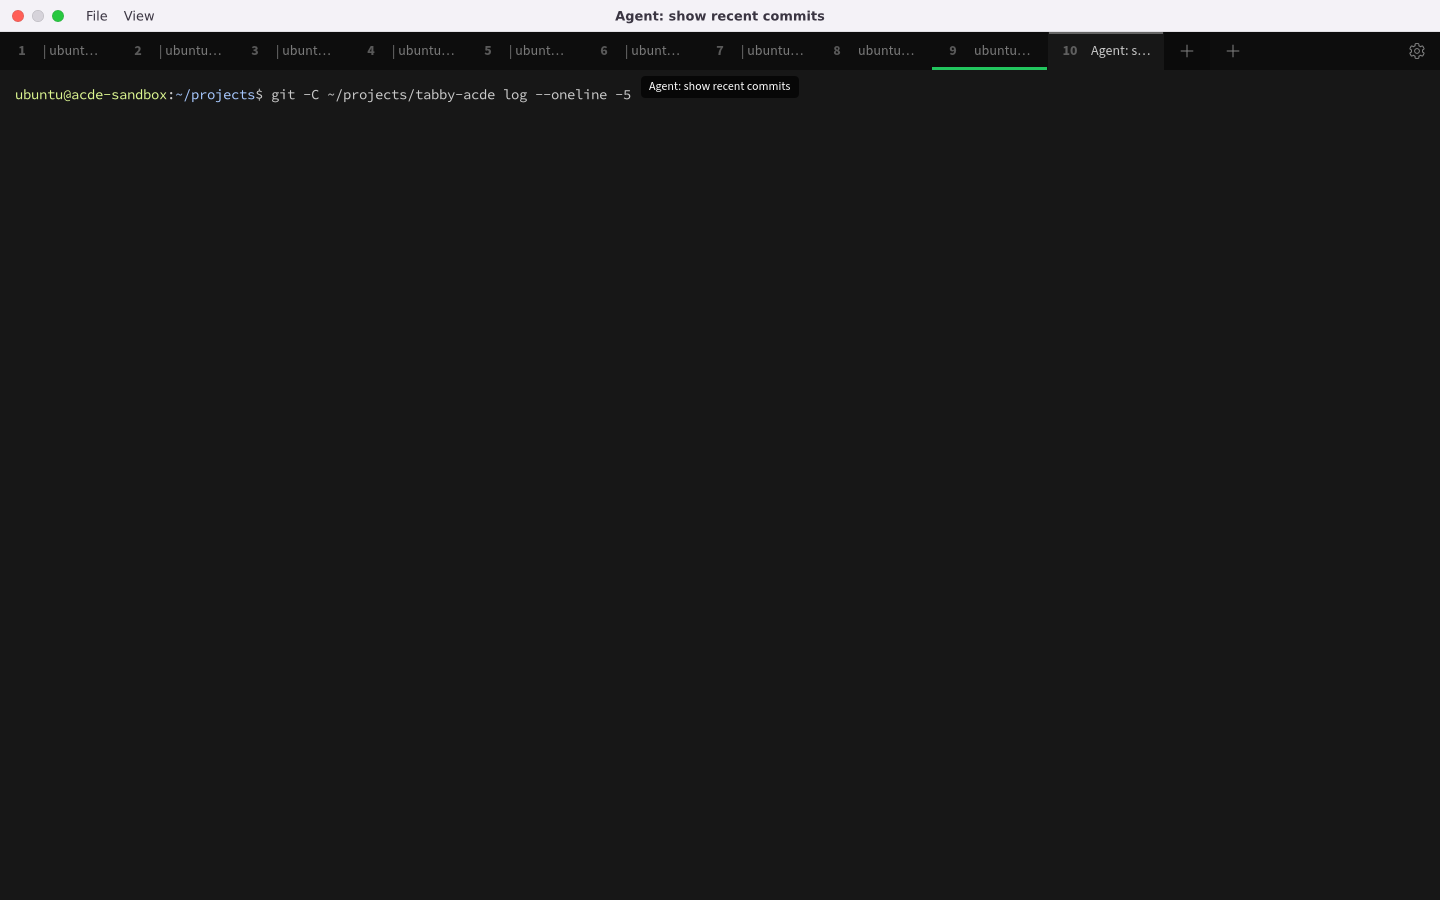 File View Agent: show recent commits
1 | ubunt… 2 | ubuntu… 3 | ubunt… 4 | ubuntu… 5 | ubunt… 6 | ubunt… 7 | ubuntu… 8 ubuntu… 9 ubuntu… 10 Agent: s… + +
Agent: show recent commits
ubuntu@acde-sandbox:~/projects$ git -C ~/projects/tabby-acde log --oneline -5